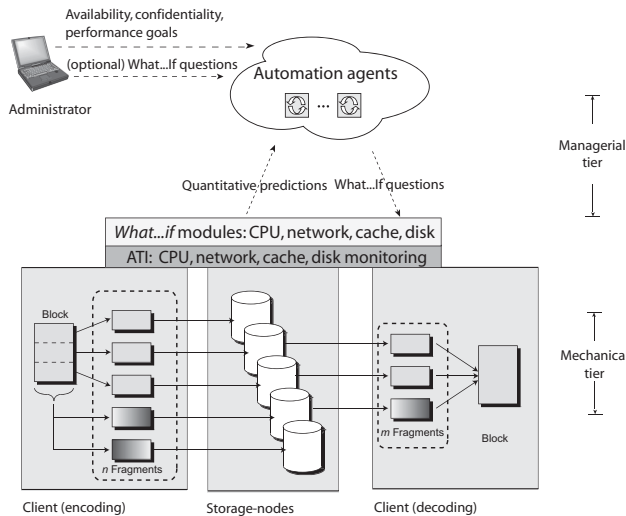 Availability, confidentiality,
performance goals
(optional) What...If questions
Administrator
Automation agents
...
Managerial
tier
Quantitative predictions
What...If questions
What...if modules: CPU, network, cache, disk
ATI: CPU, network, cache, disk monitoring
Block
n Fragments
m Fragments
Block
Mechanica
tier
Client (encoding)
Storage-nodes
Client (decoding)